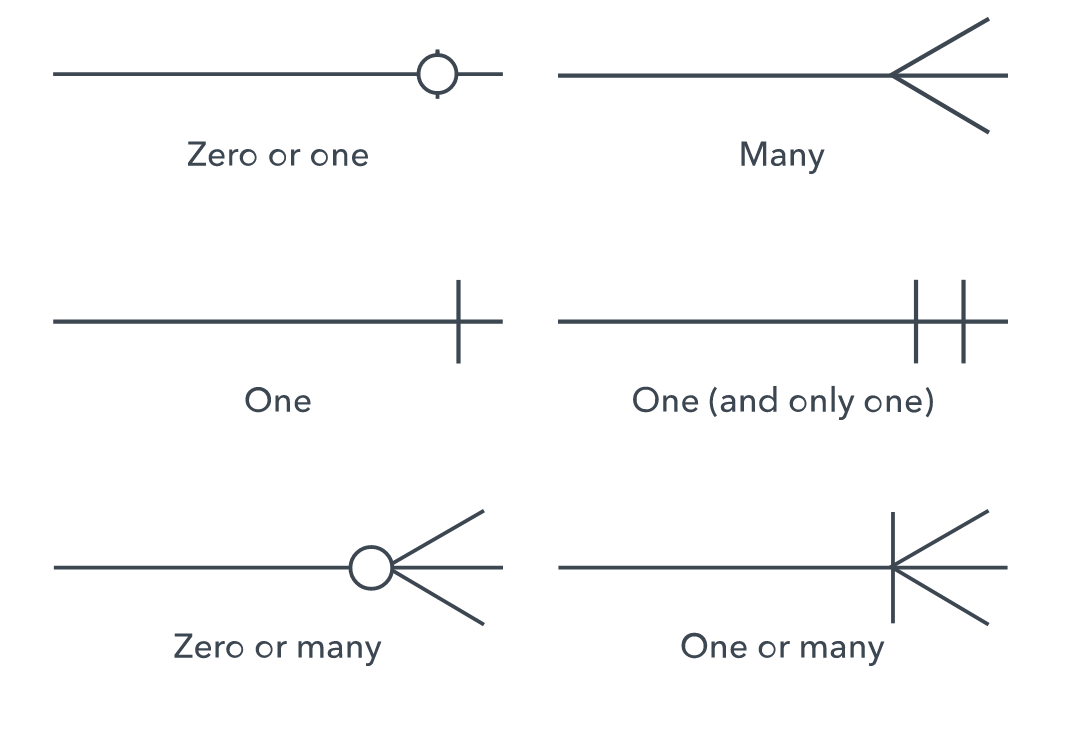 Zero or one
Many
One
One (and only one)
Zero or many
One or many